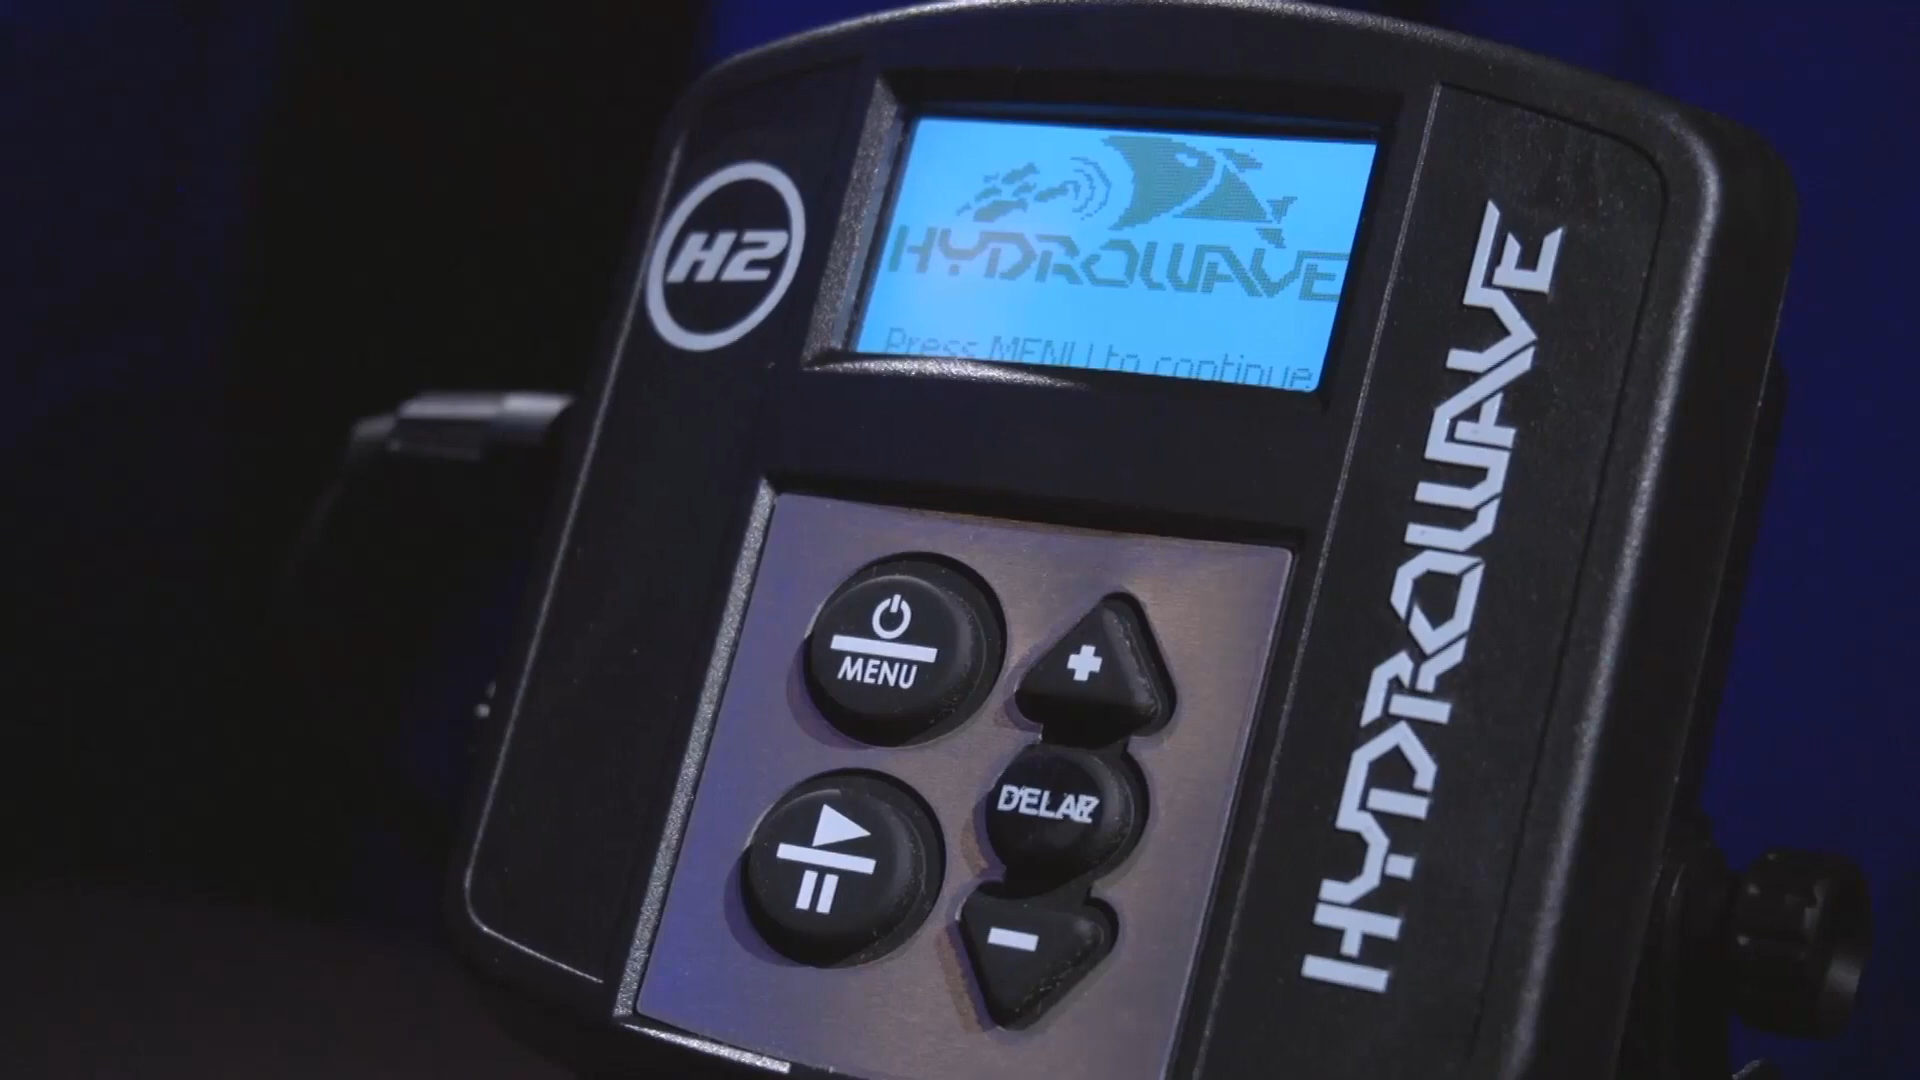 H2
HYDROWAVE
Press MENU to continue
HYDROWAVE
MENU
DELAY